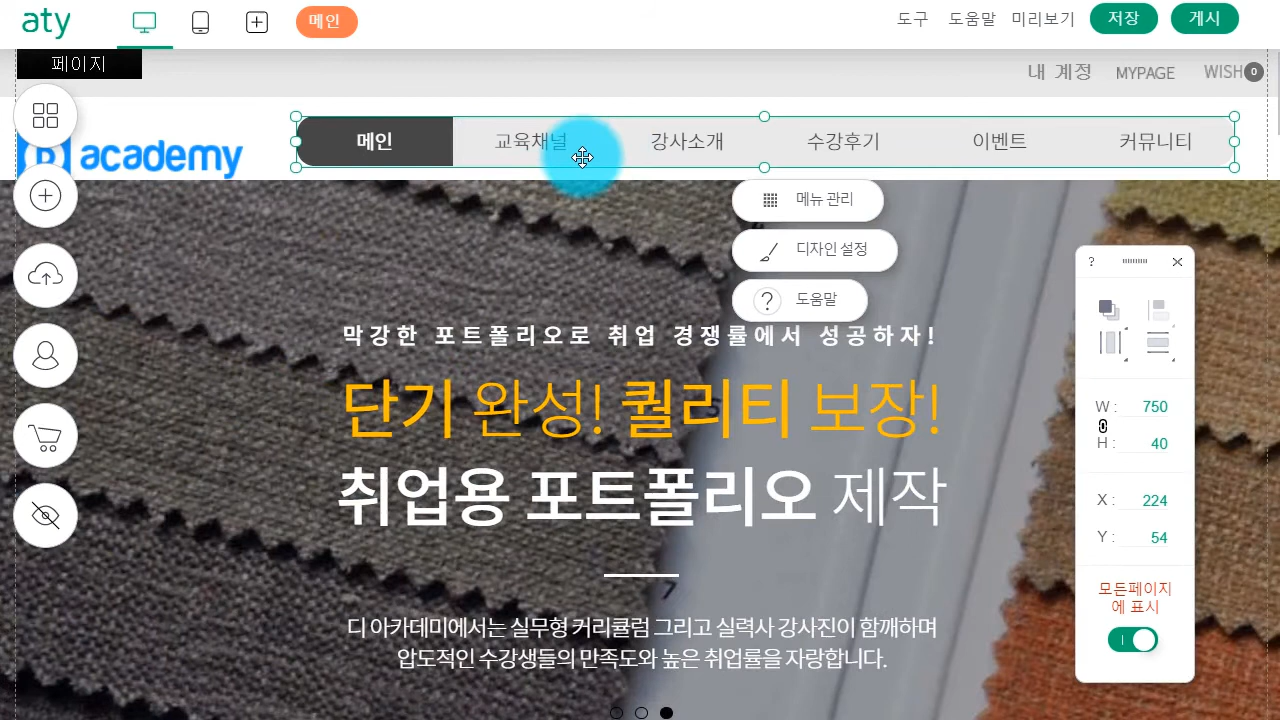 aty
메인
도구 도움말 미리보기 저장 게시
페이지
내 계정 MYPAGE WISH 0
academy
메인 교육채널 강사소개 수강후기 이벤트 커뮤니티
메뉴 관리
디자인 설정
? 도움말
막강한 포트폴리오로 취업 경쟁률에서 성공하자!
단기 완성! 퀄리티 보장!
취업용 포트폴리오 제작
디 아카데미에서는 실무형 커리큘럼 그리고 실력사 강사진이 함께하며
압도적인 수강생들의 만족도와 높은 취업률을 자랑합니다.
?
W : 750
H : 40
X : 224
Y : 54
모든페이지
에 표시